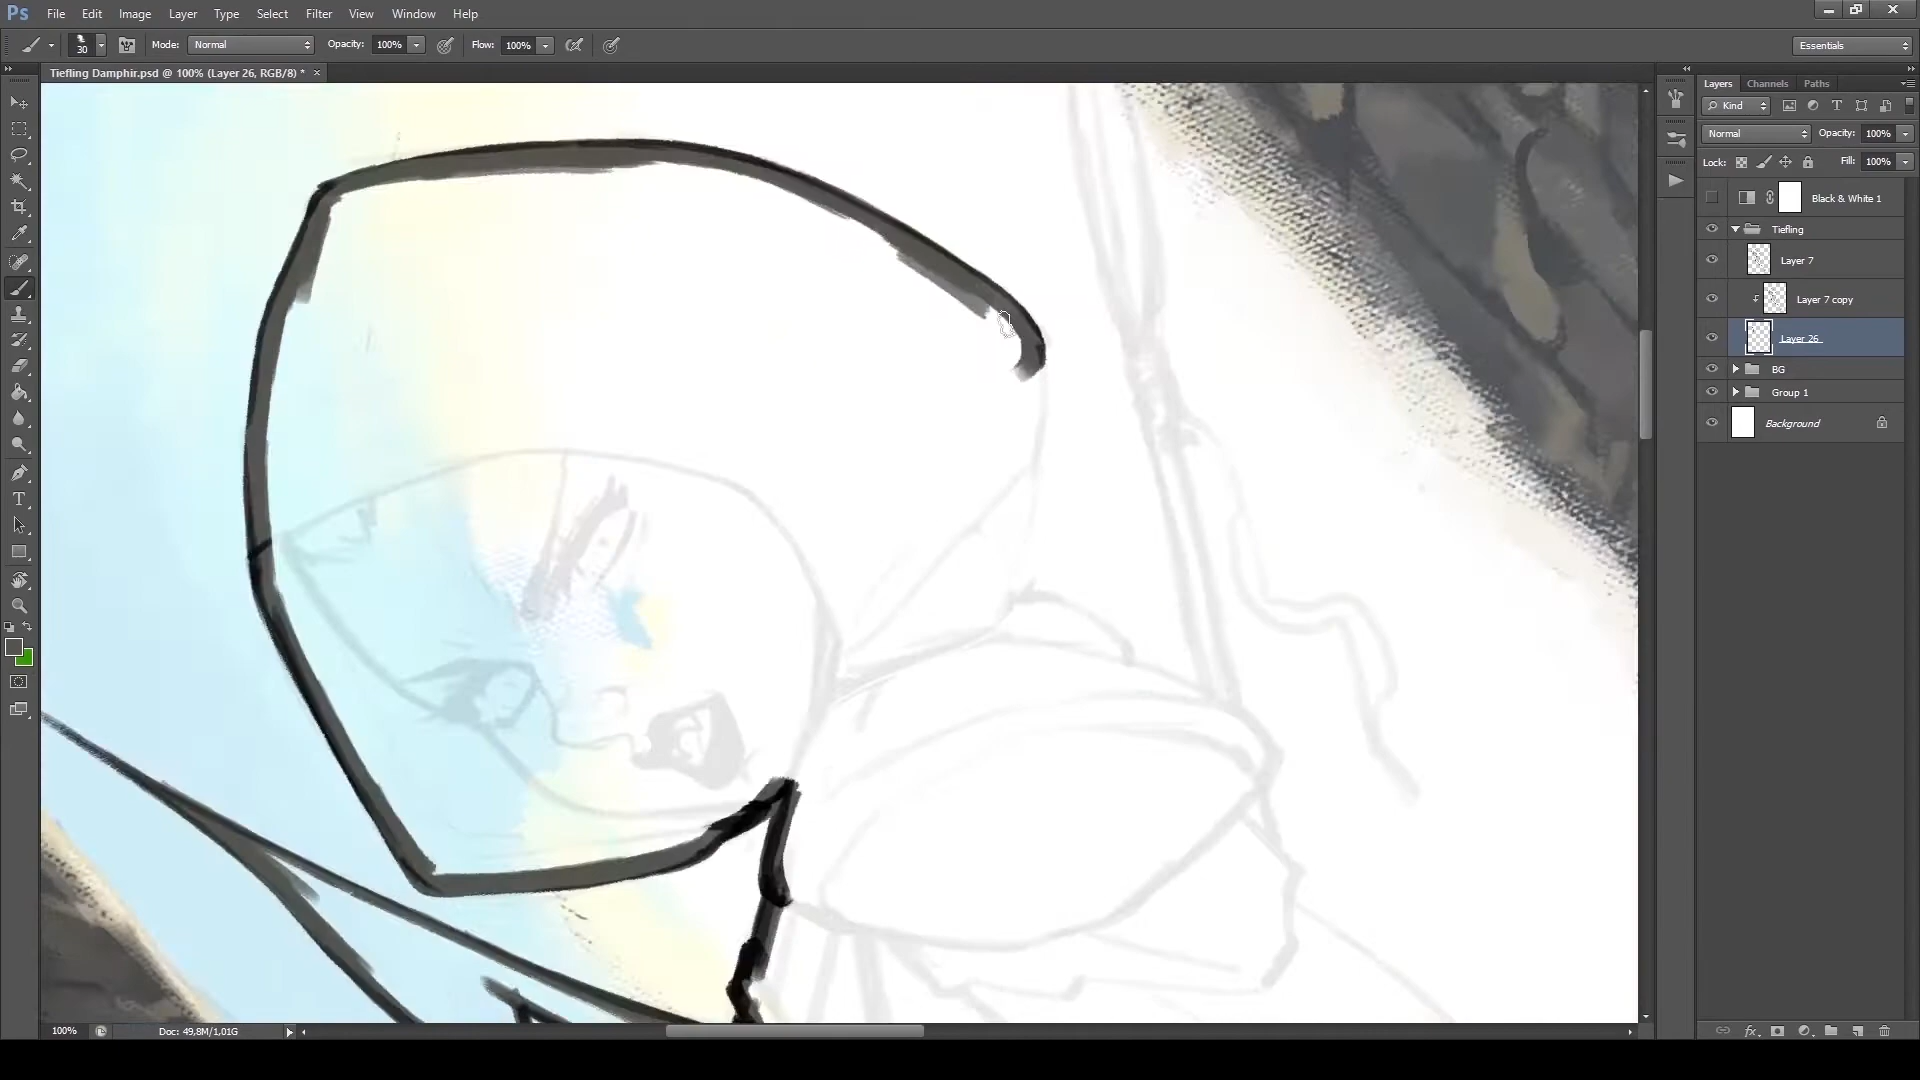 Ps File Edit Image Layer Type Select Filter View Window Help
30 Mode: Normal Opacity: 100% Flow: 100% Essentials
Tiefling Damphir.psd @ 100% (Layer 26, RGB/8) * ×
Layers Channels Paths
Kind
Normal Opacity: 100%
Lock: Fill: 100%
Black & White 1
Tiefling
Layer 7
Layer 7 copy
Layer 26
BG
Group 1
Background
100% Doc: 49,8M/1,01G